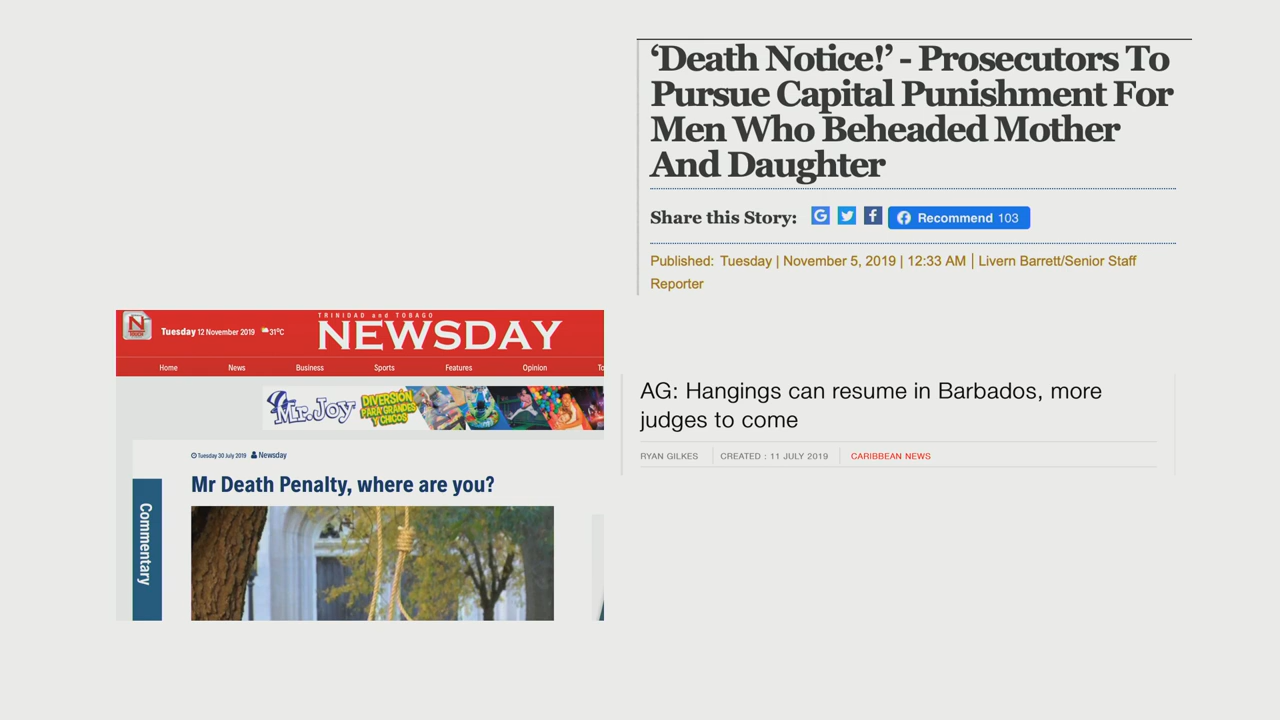 ‘Death Notice!’ - Prosecutors To
Pursue Capital Punishment For
Men Who Beheaded Mother
And Daughter
Share this Story:
Recommend 103
Published: Tuesday | November 5, 2019 | 12:33 AM | Livern Barrett/Senior Staff
Reporter
TRINIDAD and TOBAGO
Tuesday 12 November 2019 31°C
NEWSDAY
Home News Business Sports Features Opinion
Mr. Joy
DIVERSIÓN
PARA GRANDES
Y CHICOS
Tuesday 30 July 2019 Newsday
Mr Death Penalty, where are you?
Commentary
AG: Hangings can resume in Barbados, more
judges to come
RYAN GILKES CREATED : 11 JULY 2019 CARIBBEAN NEWS